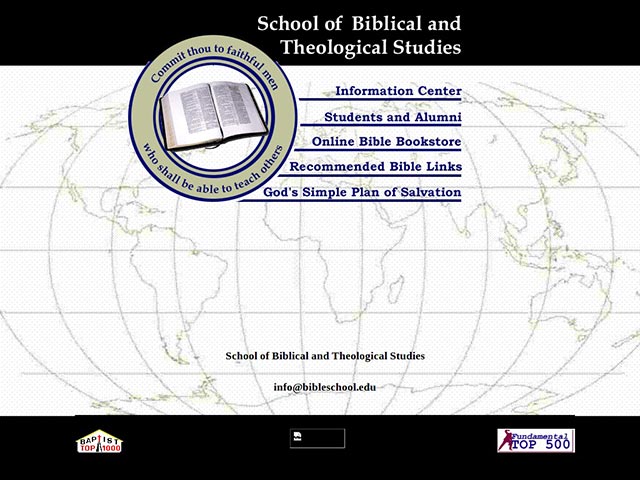 School of Biblical and
Theological Studies
Commit thou to faithful men
who shall be able to teach others
Information Center
Students and Alumni
Online Bible Bookstore
Recommended Bible Links
God's Simple Plan of Salvation
School of Biblical and Theological Studies
info@bibleschool.edu
BAPTIST
TOP 1000
Fundamental
TOP 500